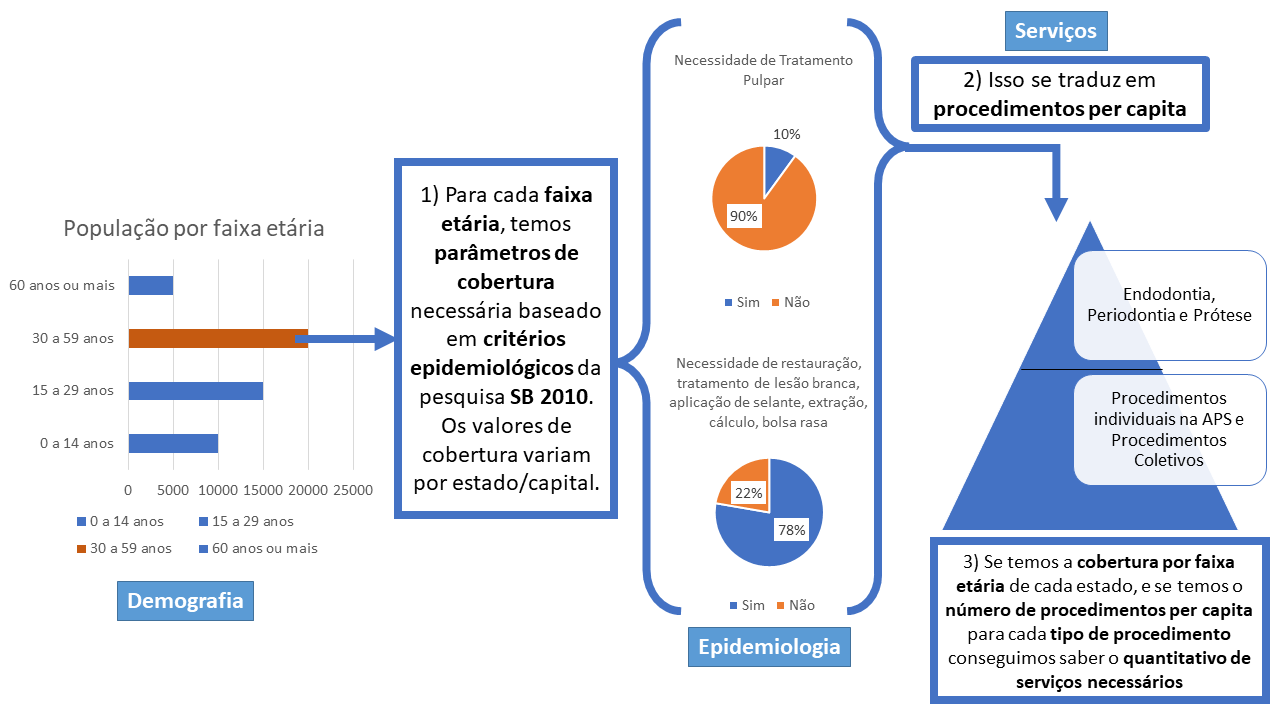 População por faixa etária
60 anos ou mais
30 a 59 anos
15 a 29 anos
0 a 14 anos
0 5000 10000 15000 20000 25000
0 a 14 anos 15 a 29 anos
30 a 59 anos 60 anos ou mais
Demografia
1) Para cada faixa
etária, temos
parâmetros de
cobertura
necessária baseado
em critérios
epidemiológicos da
pesquisa SB 2010.
Os valores de
cobertura variam
por estado/capital.
Necessidade de Tratamento
Pulpar
10%
90%
Sim Não
Necessidade de restauração,
tratamento de lesão branca,
aplicação de selante, extração,
cálculo, bolsa rasa
22%
78%
Sim Não
Epidemiologia
Serviços
2) Isso se traduz em
procedimentos per capita
Endodontia,
Periodontia e Prótese
Procedimentos
individuais na APS e
Procedimentos
Coletivos
3) Se temos a cobertura por faixa
etária de cada estado, e se temos o
número de procedimentos per capita
para cada tipo de procedimento
conseguimos saber o quantitativo de
serviços necessários